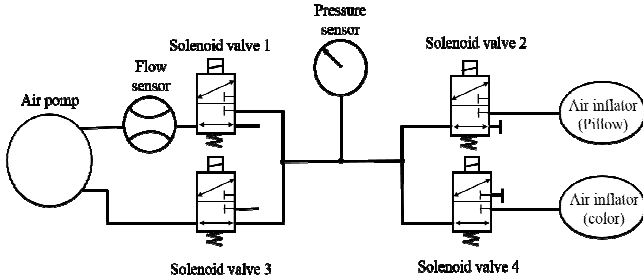 Pressure
sensor
Solenoid valve 1
Solenoid valve 2
Flow
sensor
Air pump
Air inflator
(Pillow)
Air inflator
(color)
Solenoid valve 3
Solenoid valve 4